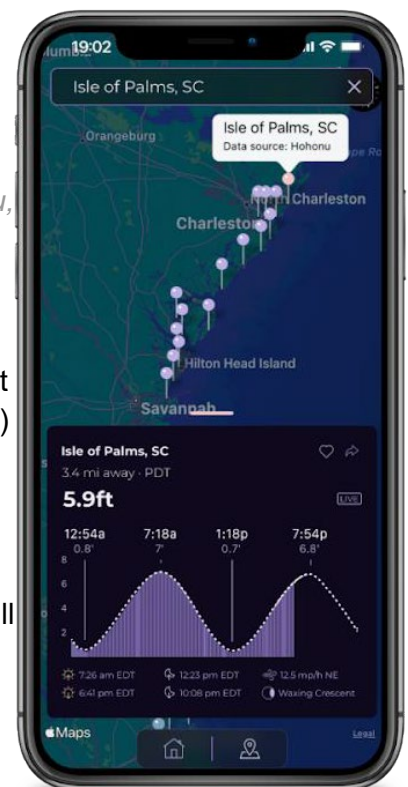 19:02
Isle of Palms, SC
Isle of Palms, SC
Data source: Hohonu
Orangeburg
North Charleston
Charleston
Hilton Head Island
Savannah
t
)
ll
Isle of Palms, SC
3.4 mi away · PDT
5.9ft
LIVE
12:54a 7:18a 1:18p 7:54p
0.8' 7' 0.7' 6.8'
8
6
4
2
7:26 am EDT 12:23 pm EDT 12.5 mp/h NE
6:41 pm EDT 10:08 pm EDT Waxing Crescent
Maps
Legal